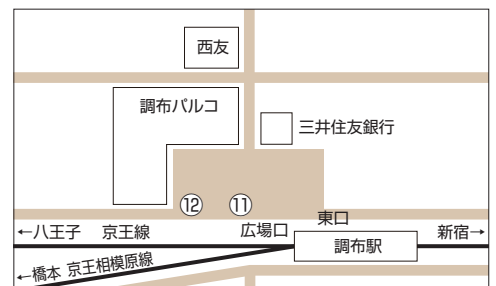 西友
調布パルコ
三井住友銀行
⑫ ⑪
広場口 東口
←八王子 京王線
新宿→
調布駅
←橋本 京王相模原線